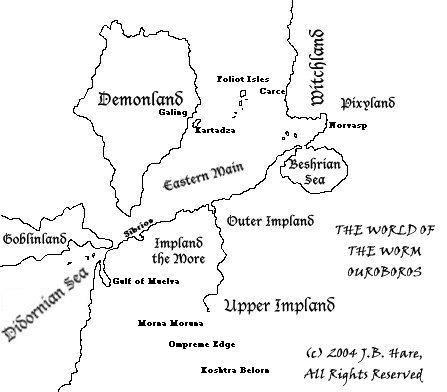 Witchland
Foliot Isles
Demonland
Carce
Pixyland
Galing
Kartadza
Norvasp
Eastern Main
Beshrian
Sea
Goblinland
Sibrion
Outer Impland
THE WORLD OF
THE WORM
OUROBOROS
Impland
the More
Didornian Sea
Gulf of Muelva
Upper Impland
Morna Moruna
Ompreme Edge
(c) 2004 J.B. Hare,
All Rights Reserved
Koshtra Belorn